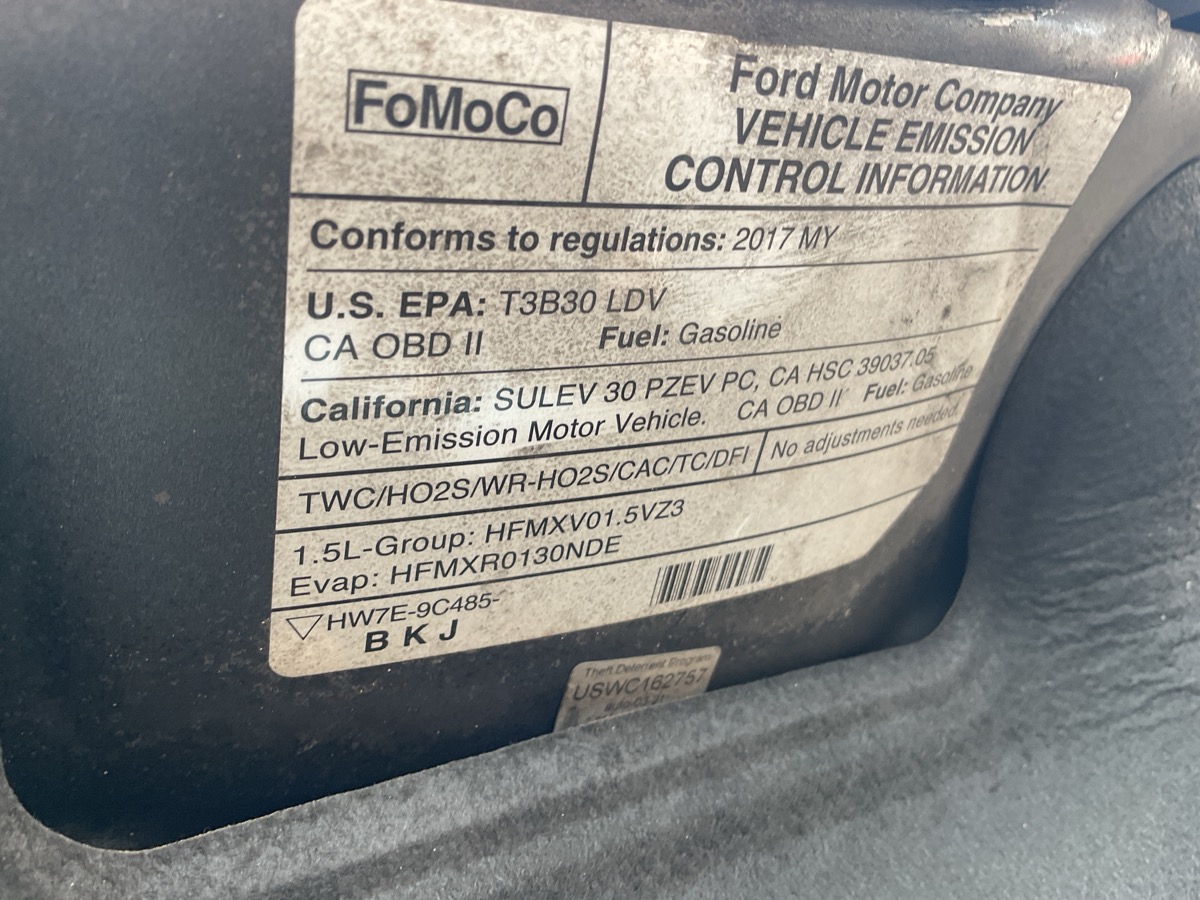 FoMoCo
Ford Motor Company
VEHICLE EMISSION
CONTROL INFORMATION
Conforms to regulations: 2017 MY
U.S. EPA: T3B30 LDV
CA OBD II Fuel: Gasoline
California: SULEV 30 PZEV PC, CA HSC 39037.05
Low-Emission Motor Vehicle. CA OBD II Fuel: Gasoline
TWC/HO2S/WR-HO2S/CAC/TC/DFI No adjustments needed.
1.5L-Group: HFMXV01.5VZ3
Evap: HFMXR0130NDE
HW7E-9C485-
B K J
Theft Deterrent Program
USWC162757